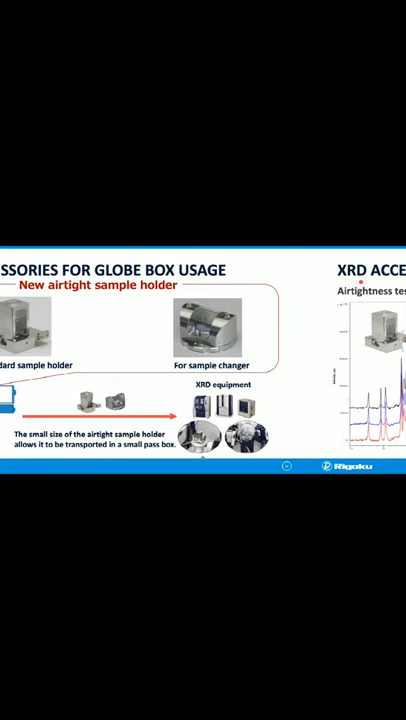 SSORIES FOR GLOBE BOX USAGE
New airtight sample holder
dard sample holder
For sample changer
XRD equipment
The small size of the airtight sample holder
allows it to be transported in a small pass box.
Rigaku
XRD ACCE
Airtightness tes